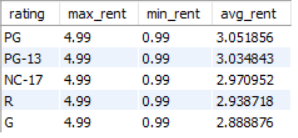 rating max_rent min_rent avg_rent
PG 4.99 0.99 3.051856
PG-13 4.99 0.99 3.034843
NC-17 4.99 0.99 2.970952
R 4.99 0.99 2.938718
G 4.99 0.99 2.888876